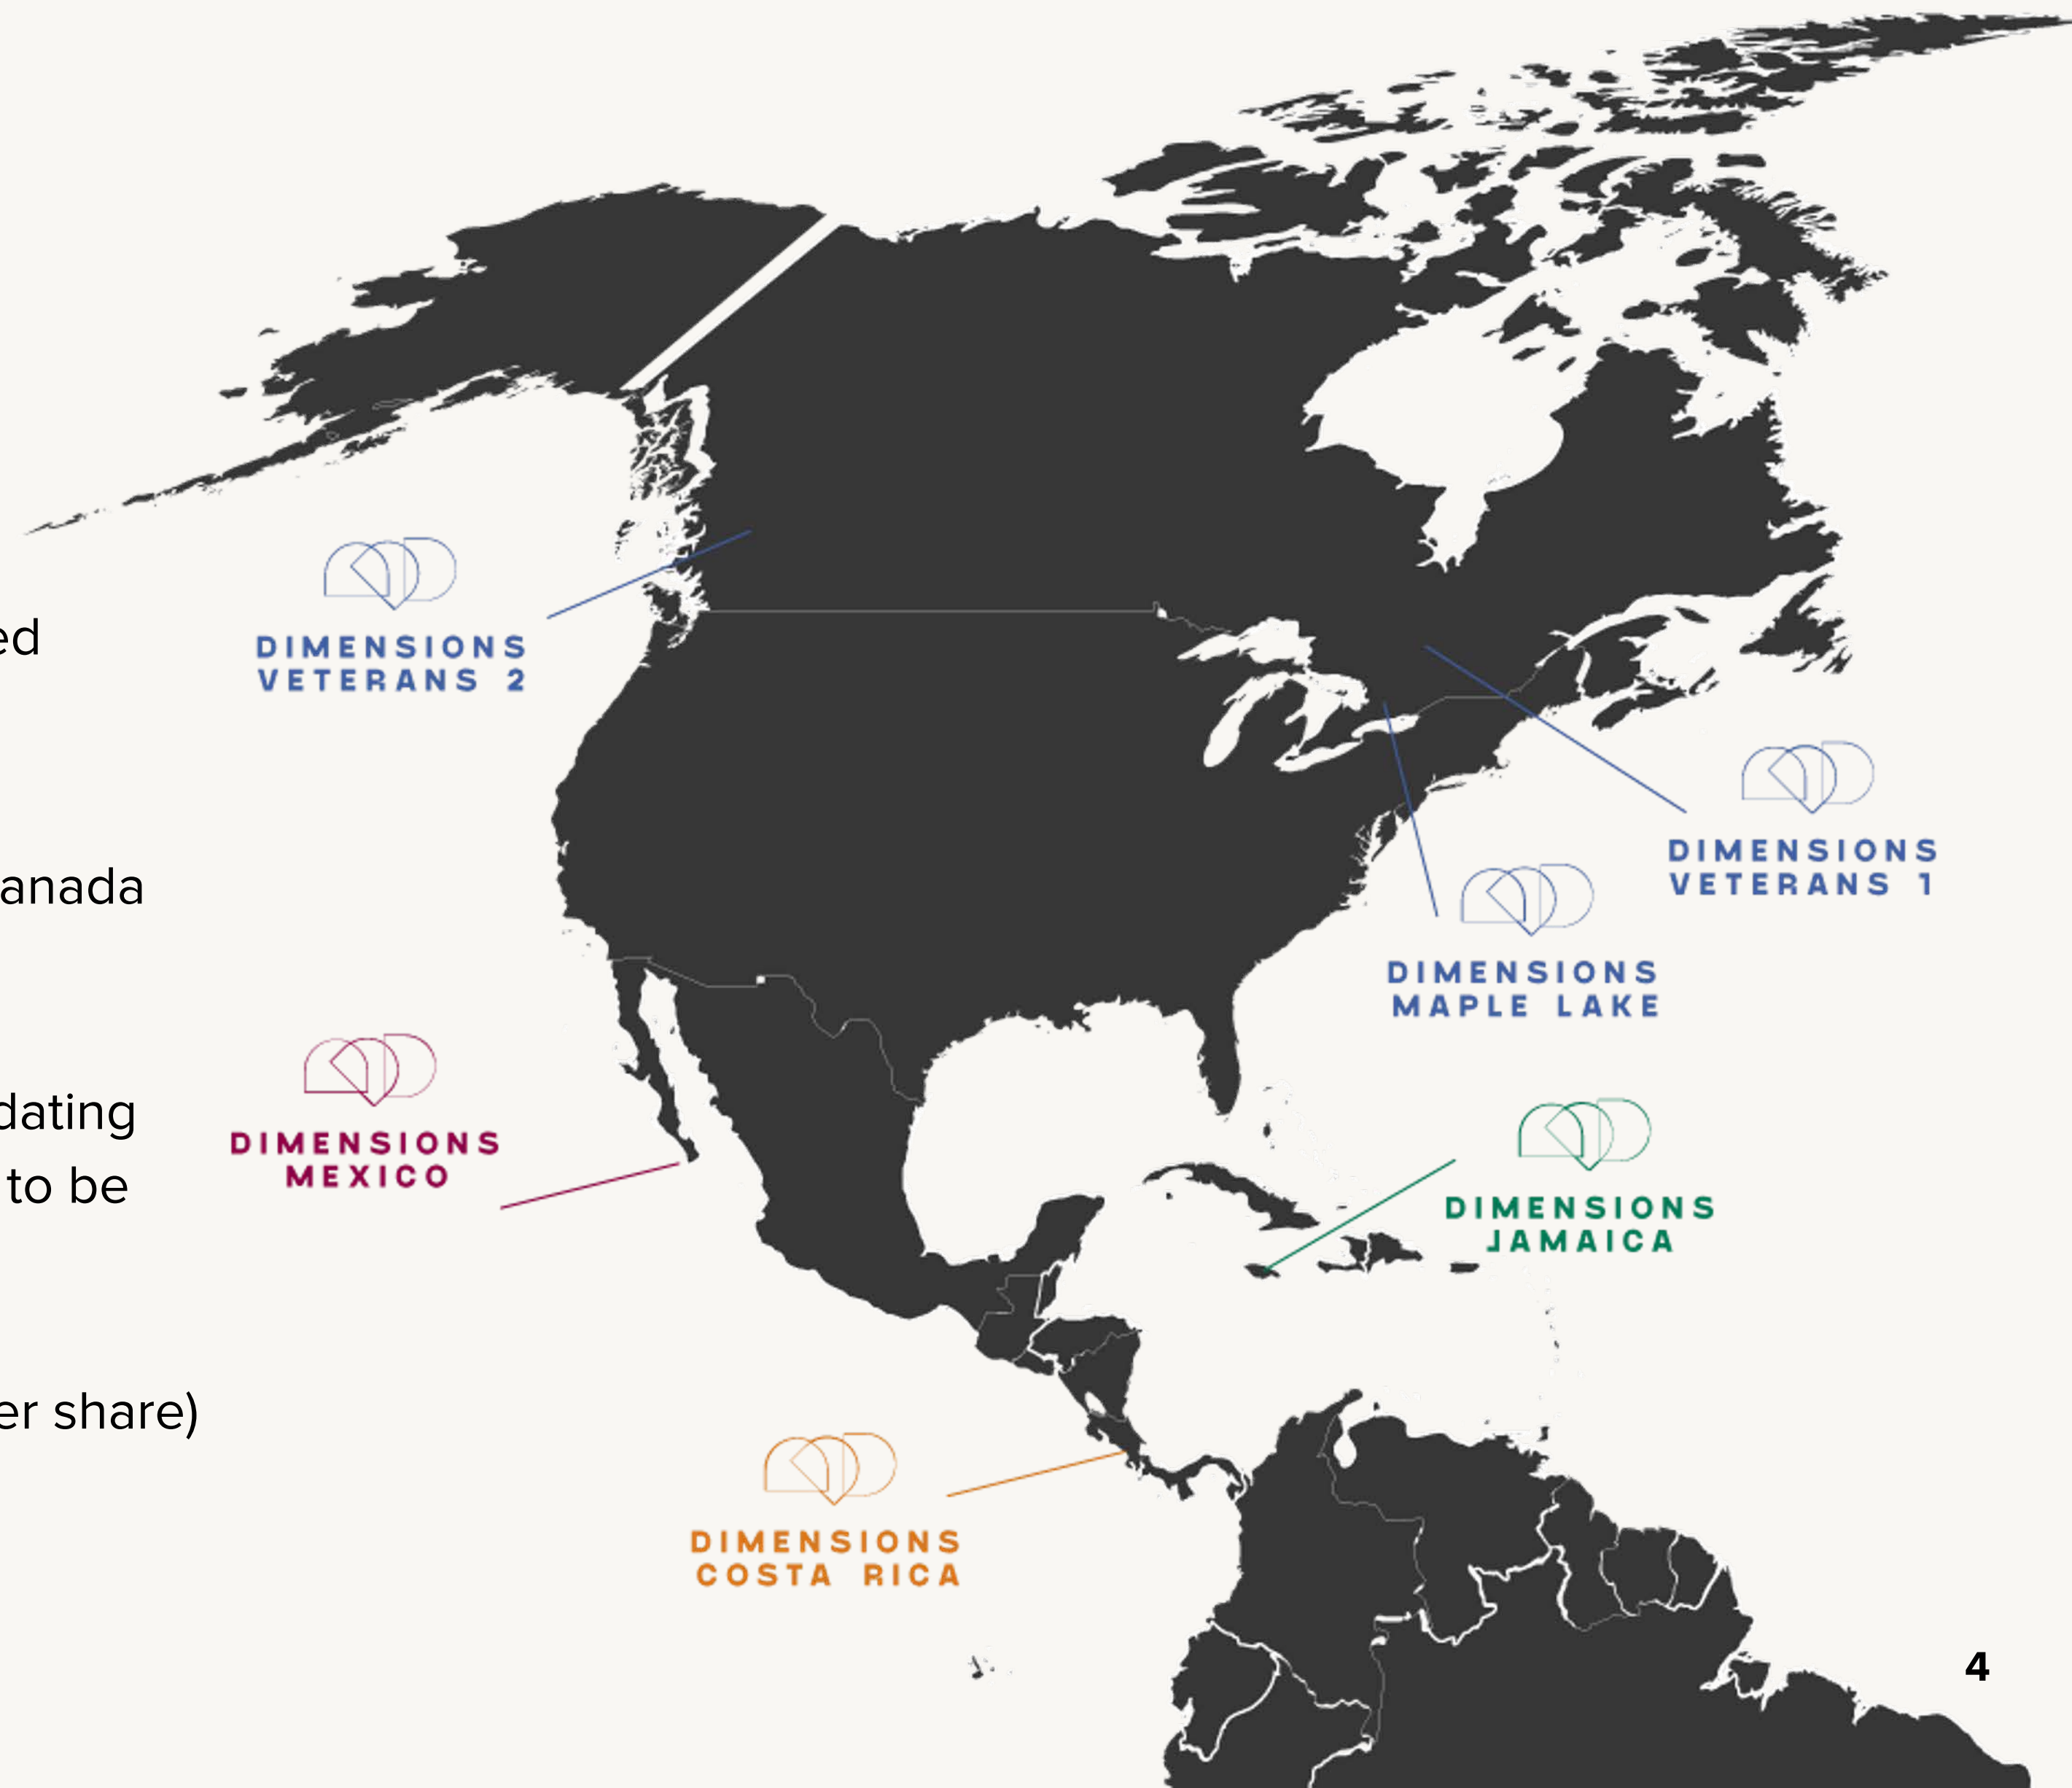 ed
anada
dating
to be
er share)
DIMENSIONS
VETERANS 2
DIMENSIONS
VETERANS 1
DIMENSIONS
MAPLE LAKE
DIMENSIONS
MEXICO
DIMENSIONS
JAMAICA
DIMENSIONS
COSTA RICA
4